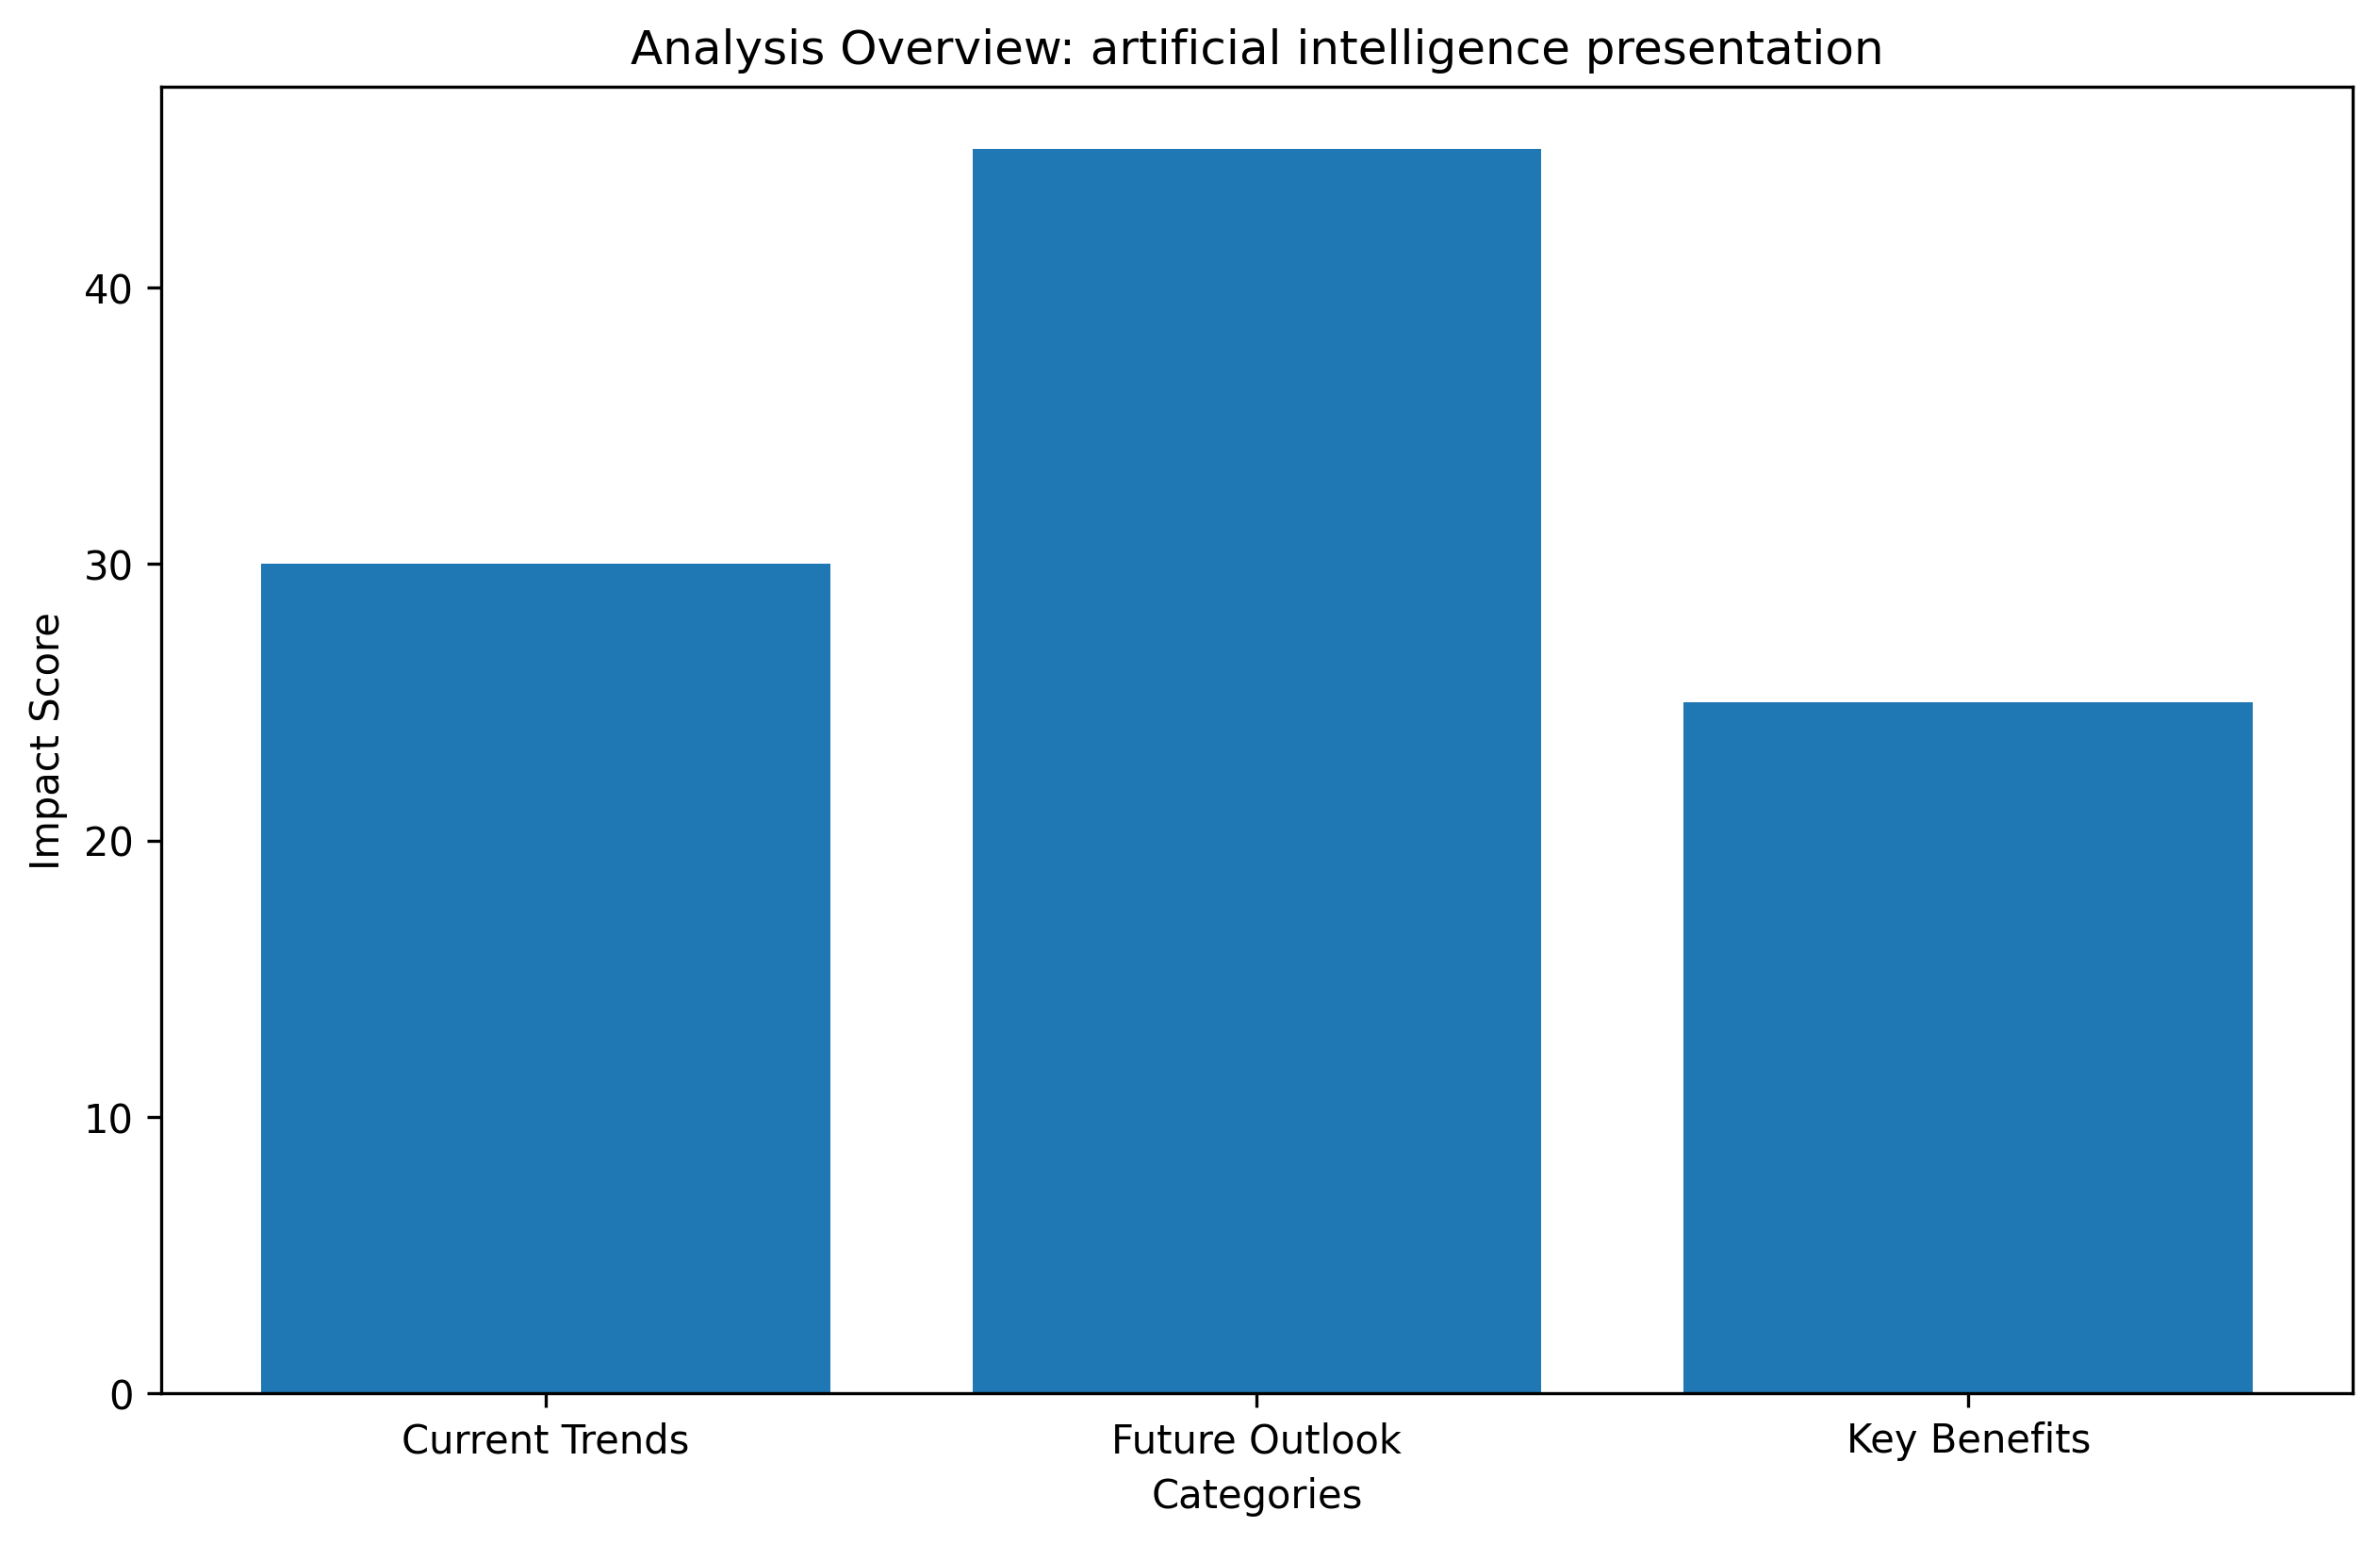 Analysis Overview: artificial intelligence presentation
Impact Score
40
30
20
10
0
Current Trends
Future Outlook
Key Benefits
Categories